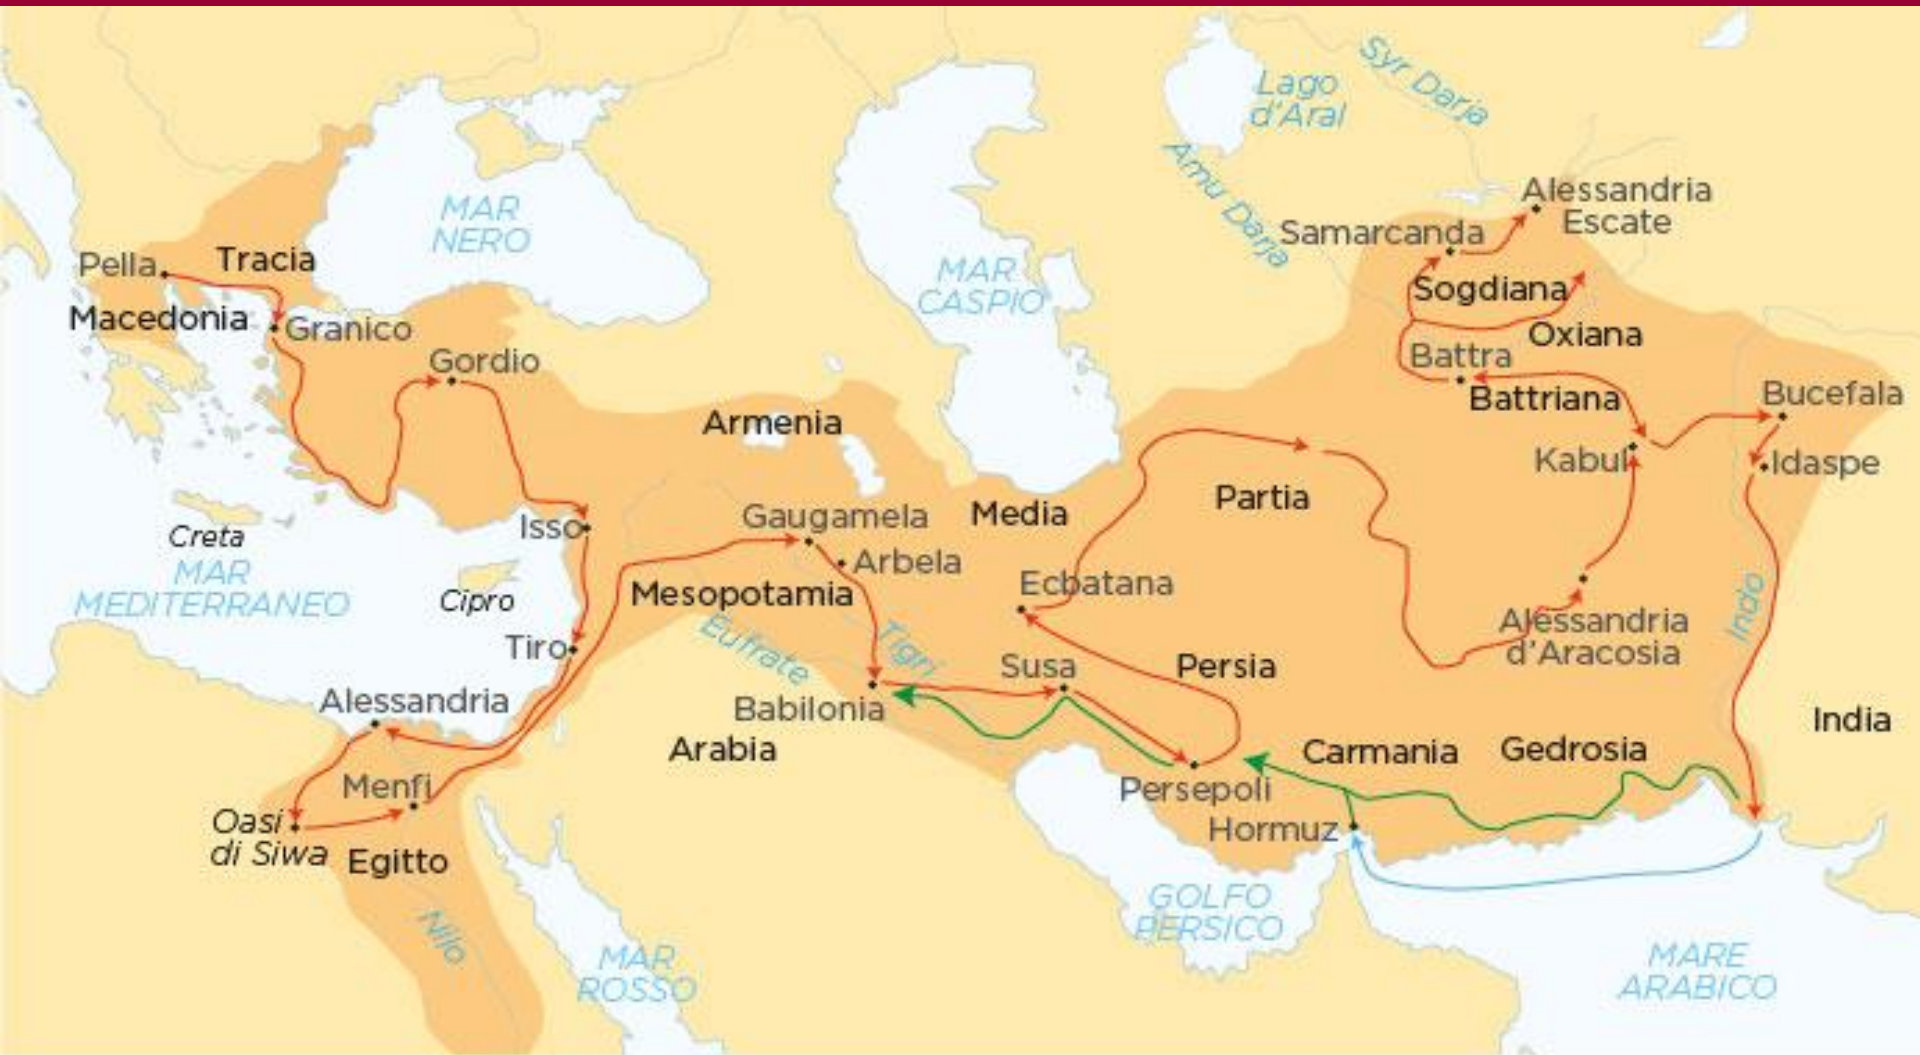 Syr Darja
Lago
d'Aral
Amu Darja
Alessandria
Escate
Samarcanda
MAR
NERO
Tracia
Pella
MAR
CASPIO
Sogdiana
Macedonia
Granico
Oxiana
Gordio
Battra
Battriana
Bucefala
Armenia
Kabul
Idaspe
Partia
Media
Gaugamela
Isso
Creta
Arbela
MAR
MEDITERRANEO
Cipro
Mesopotamia
Ecbatana
Indo
Alessandria
d'Aracosia
Tiro
Eufrate
Tigri
Susa
Persia
Alessandria
Babilonia
India
Arabia
Carmania
Gedrosia
Menfi
Persepoli
Oasi
di Siwa
Hormuz
Egitto
GOLFO
PERSICO
Nilo
MAR
ROSSO
MARE
ARABICO